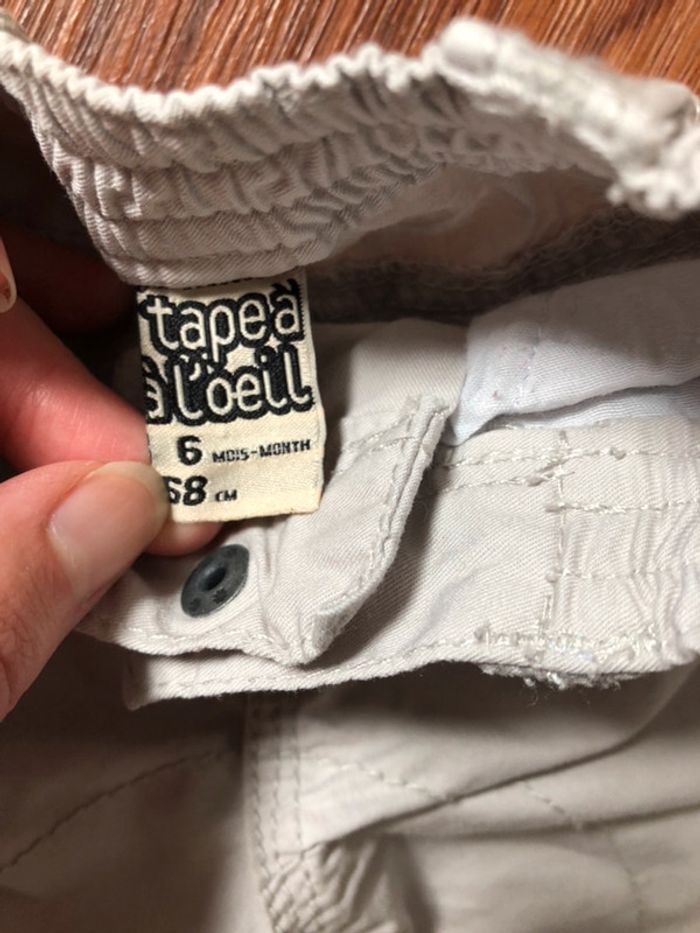 tape à
à l'oeil
6 MOIS-MONTH
68 CM